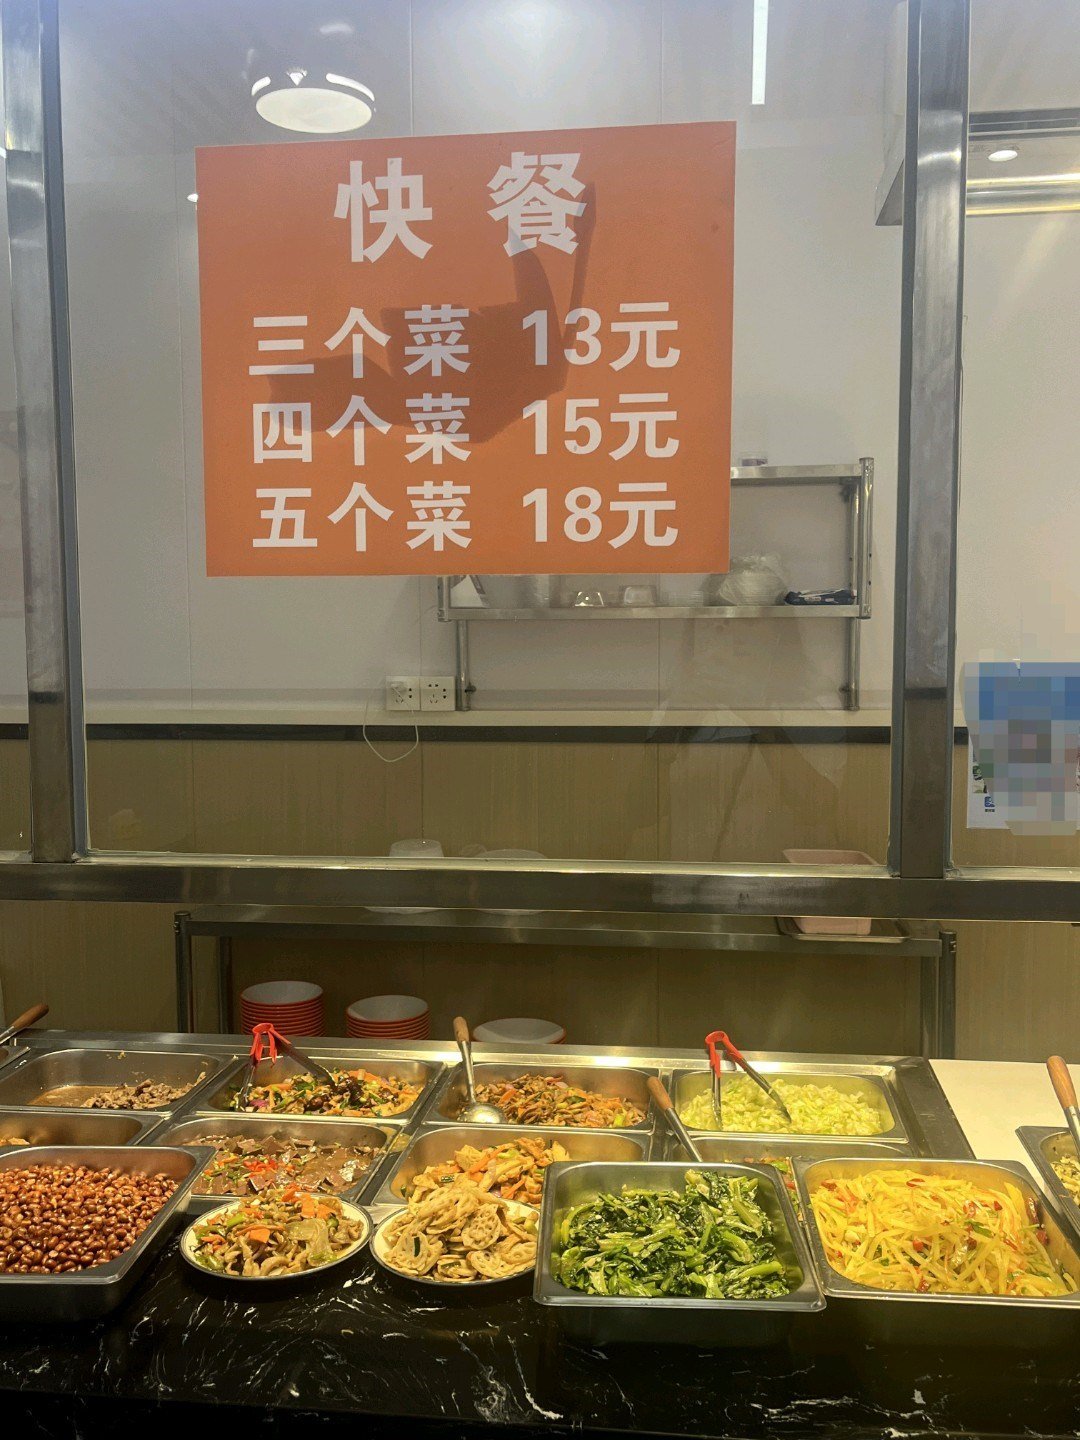 快餐
三个菜 13元
四个菜 15元
五个菜 18元